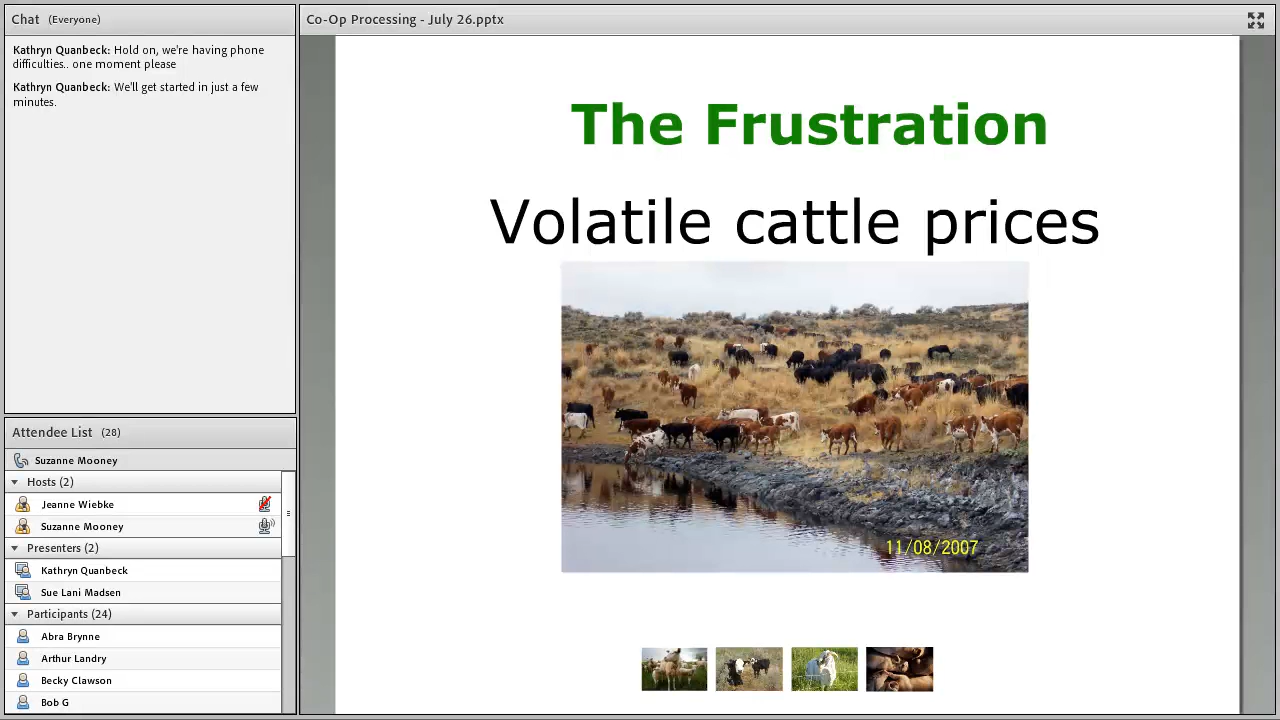 Chat (Everyone)
Kathryn Quanbeck: Hold on, we're having phone
difficulties.. one moment please
Kathryn Quanbeck: We'll get started in just a few
minutes.
Attendee List (28)
Suzanne Mooney
Hosts (2)
Jeanne Wiebke
Suzanne Mooney
Presenters (2)
Kathryn Quanbeck
Sue Lani Madsen
Participants (24)
Abra Brynne
Arthur Landry
Becky Clawson
Bob G
Co-Op Processing - July 26.pptx
The Frustration
Volatile cattle prices
11/08/2007